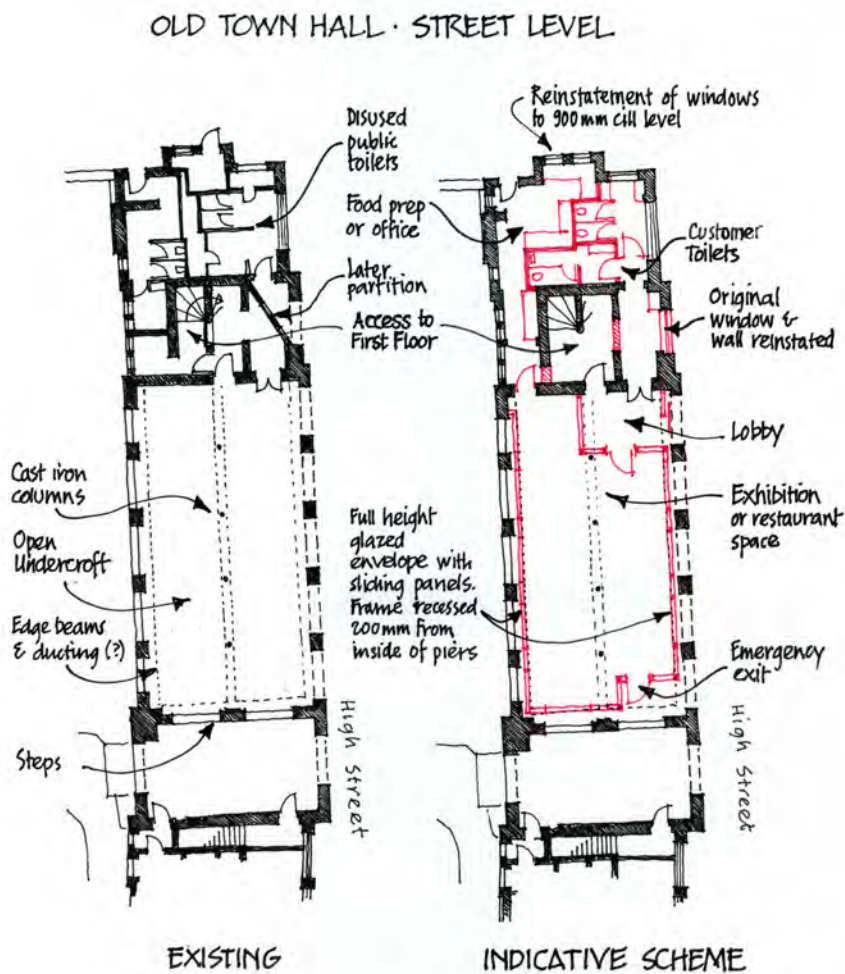 OLD TOWN HALL · STREET LEVEL
Disused
public
toilets
Later
partition
Access to
First Floor
Cast iron
columns
Open
Undercroft
Edge beams
& ducting (?)
Steps
High Street
EXISTING
Reinstatement of windows
to 900mm cill level
Food prep
or office
Customer
Toilets
Original
window &
wall reinstated
Lobby
Exhibition
or restaurant
space
Full height
glazed
envelope with
sliding panels.
Frame recessed
200mm from
inside of piers
Emergency
exit
High Street
INDICATIVE SCHEME